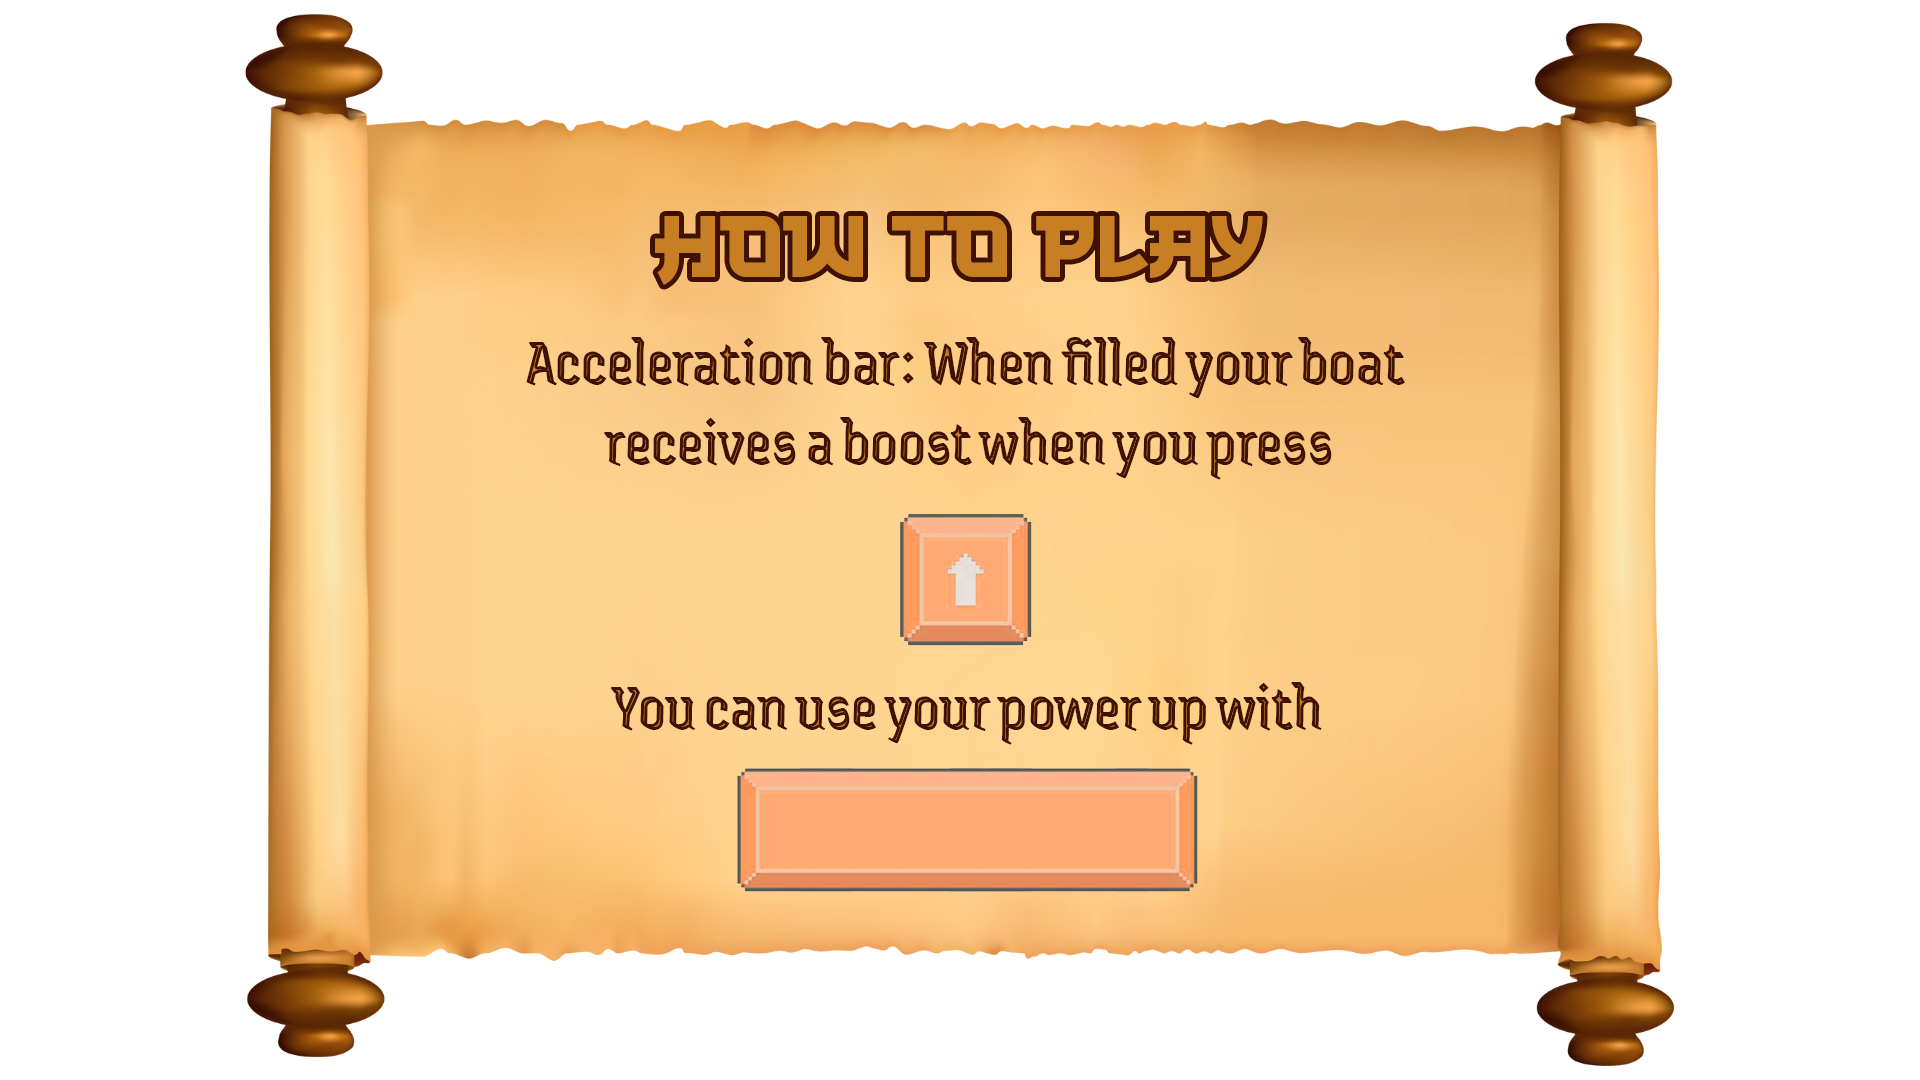 HOW TO PLAY
Acceleration bar: When filled your boat
receives a boost when you press
You can use your power up with